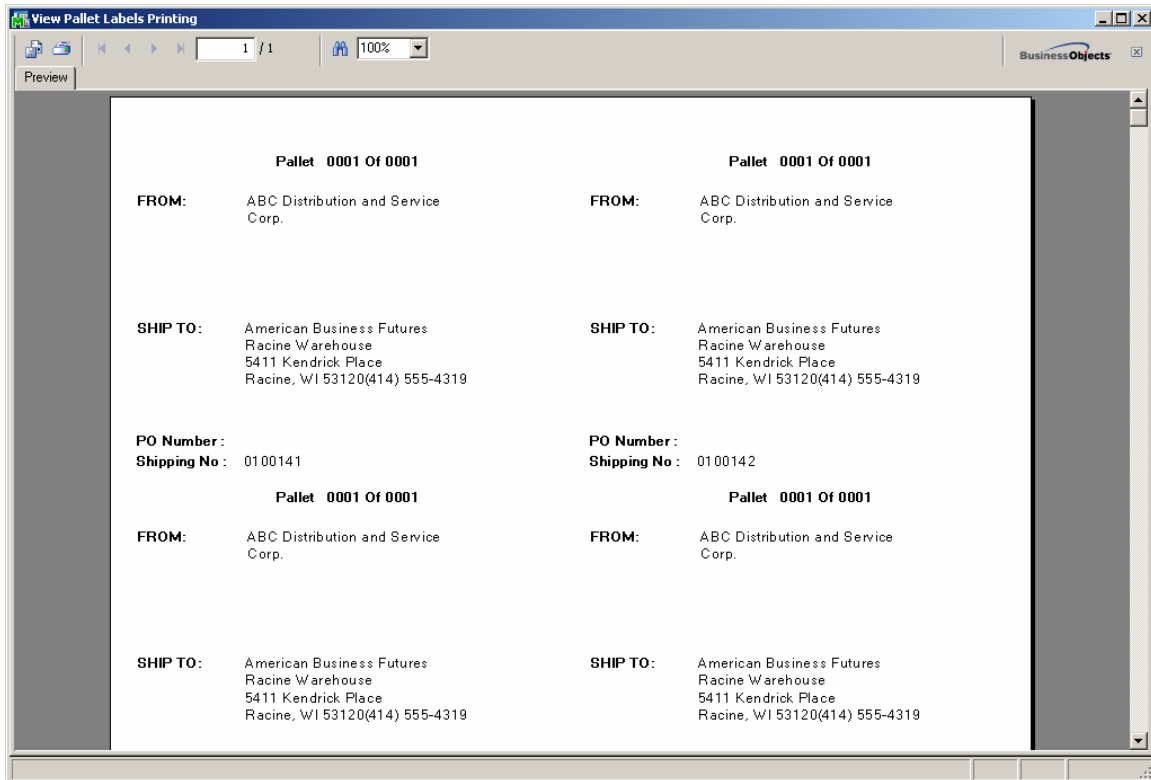 View Pallet Labels Printing
1 / 1
100%
BusinessObjects
Preview
Pallet 0001 Of 0001
FROM: ABC Distribution and Service
Corp.
SHIP TO: American Business Futures
Racine Warehouse
5411 Kendrick Place
Racine, WI 53120(414) 555-4319
PO Number :
Shipping No : 0100141
Pallet 0001 Of 0001
FROM: ABC Distribution and Service
Corp.
SHIP TO: American Business Futures
Racine Warehouse
5411 Kendrick Place
Racine, WI 53120(414) 555-4319
PO Number :
Shipping No : 0100142
Pallet 0001 Of 0001
FROM: ABC Distribution and Service
Corp.
SHIP TO: American Business Futures
Racine Warehouse
5411 Kendrick Place
Racine, WI 53120(414) 555-4319
Pallet 0001 Of 0001
FROM: ABC Distribution and Service
Corp.
SHIP TO: American Business Futures
Racine Warehouse
5411 Kendrick Place
Racine, WI 53120(414) 555-4319